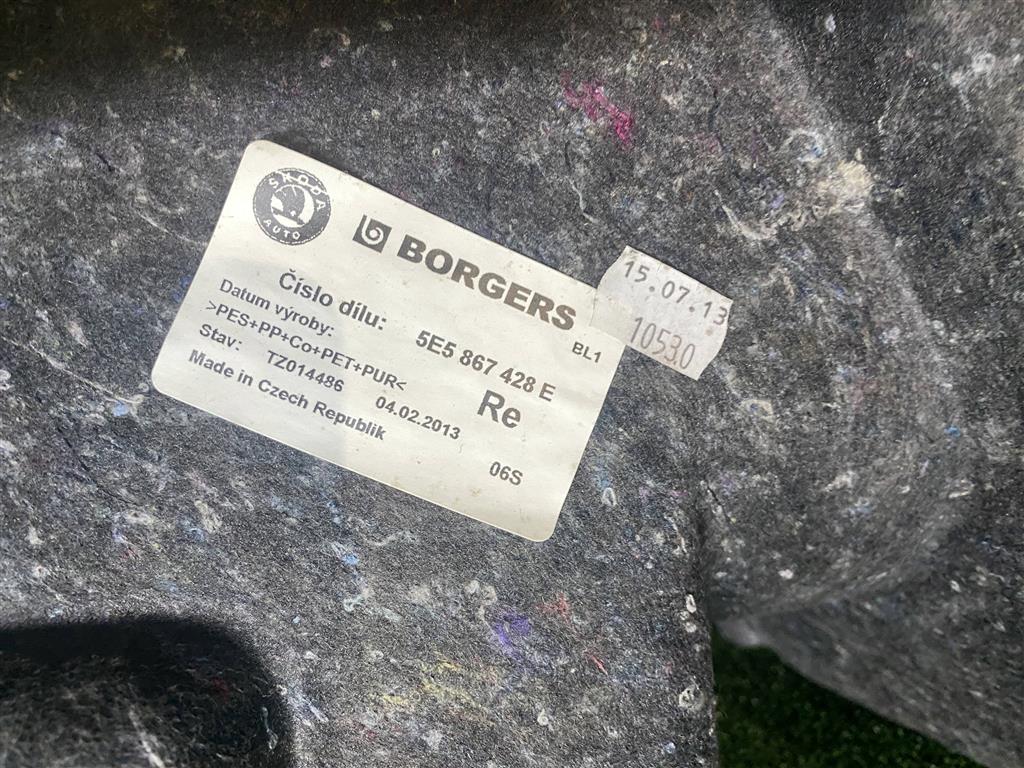 ŠKODA
AUTO
BORGERS
BL1
Číslo dílu: 5E5 867 428 E
Datum výroby: Re
>PES+PP+Co+PET+PUR<
Stav: TZ014486 04.02.2013
Made in Czech Republik 06S
15.07.13
10530